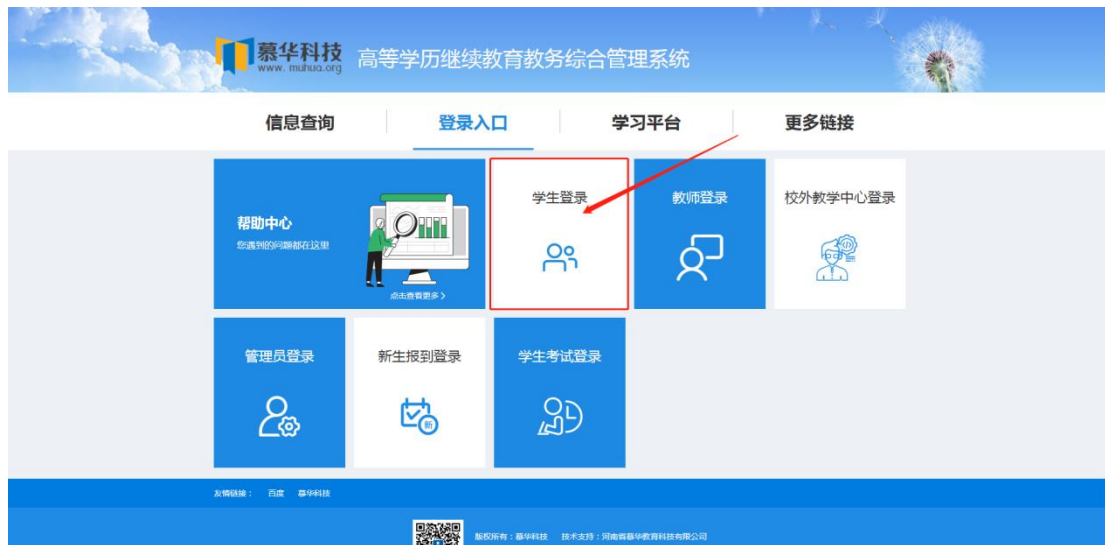 慕华科技
www.muhua.org
高等学历继续教育教务综合管理系统
信息查询 登录入口 学习平台 更多链接
帮助中心
您遇到的问题都在这里
点击查看更多 >
学生登录
教师登录
校外教学中心登录
管理员登录
新生报到登录
新
学生考试登录
友情链接： 百度 慕华科技
版权所有：慕华科技 技术支持：河南省慕华教育科技有限公司